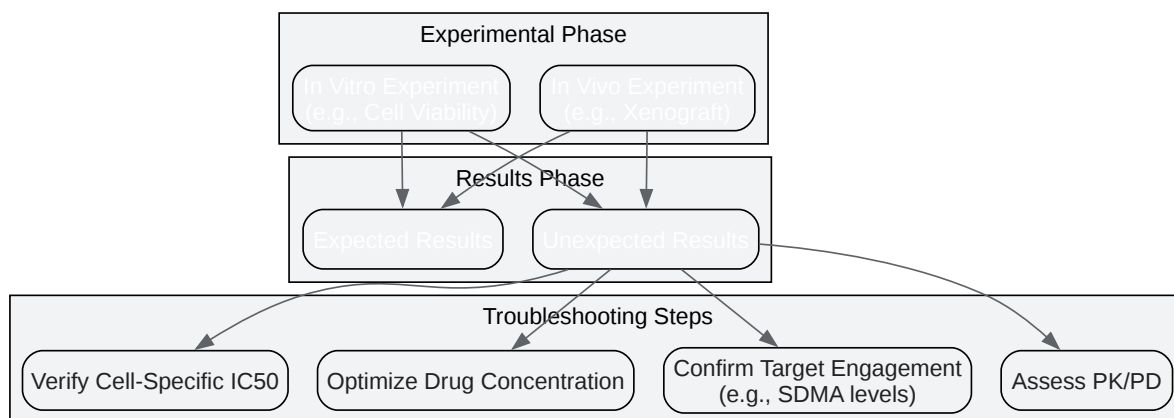 Experimental Phase
In Vitro Experiment
(e.g., Cell Viability)
In Vivo Experiment
(e.g., Xenograft)
Results Phase
Expected Results
Unexpected Results
Troubleshooting Steps
Verify Cell-Specific IC50
Optimize Drug Concentration
Confirm Target Engagement
(e.g., SDMA levels)
Assess PK/PD